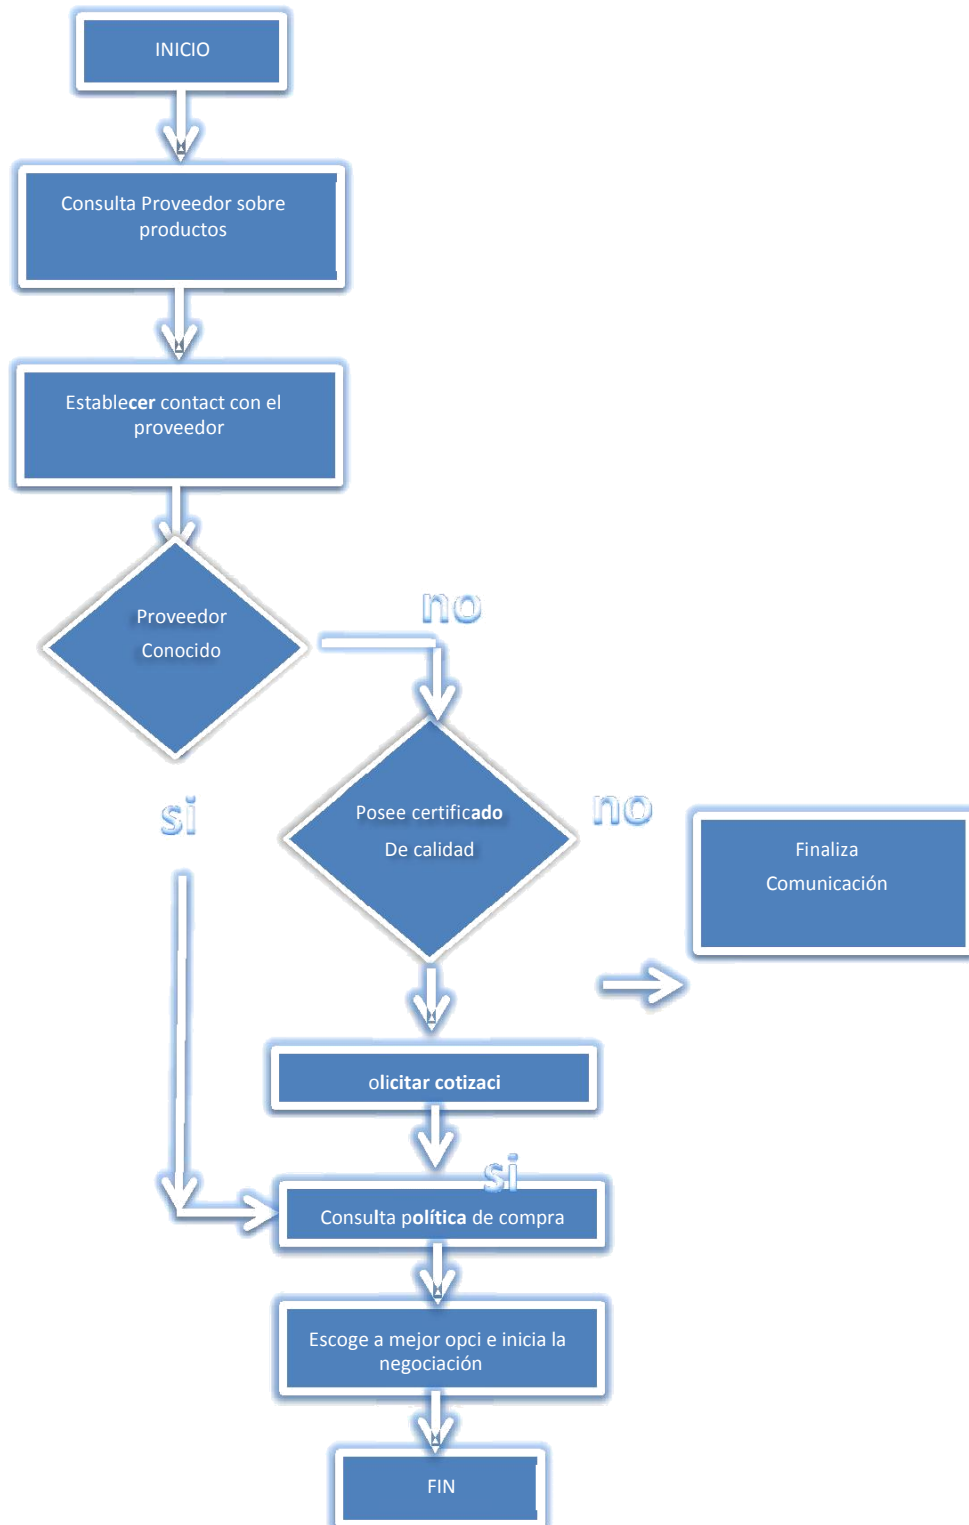 INICIO
Consulta Proveedor sobre
productos
Establecer contact con el
proveedor
Proveedor
Conocido
no
si
Posee certificado
De calidad
no
Finaliza
Comunicación
olicitar cotizaci
si
Consulta política de compra
Escoge a mejor opci e inicia la
negociación
FIN